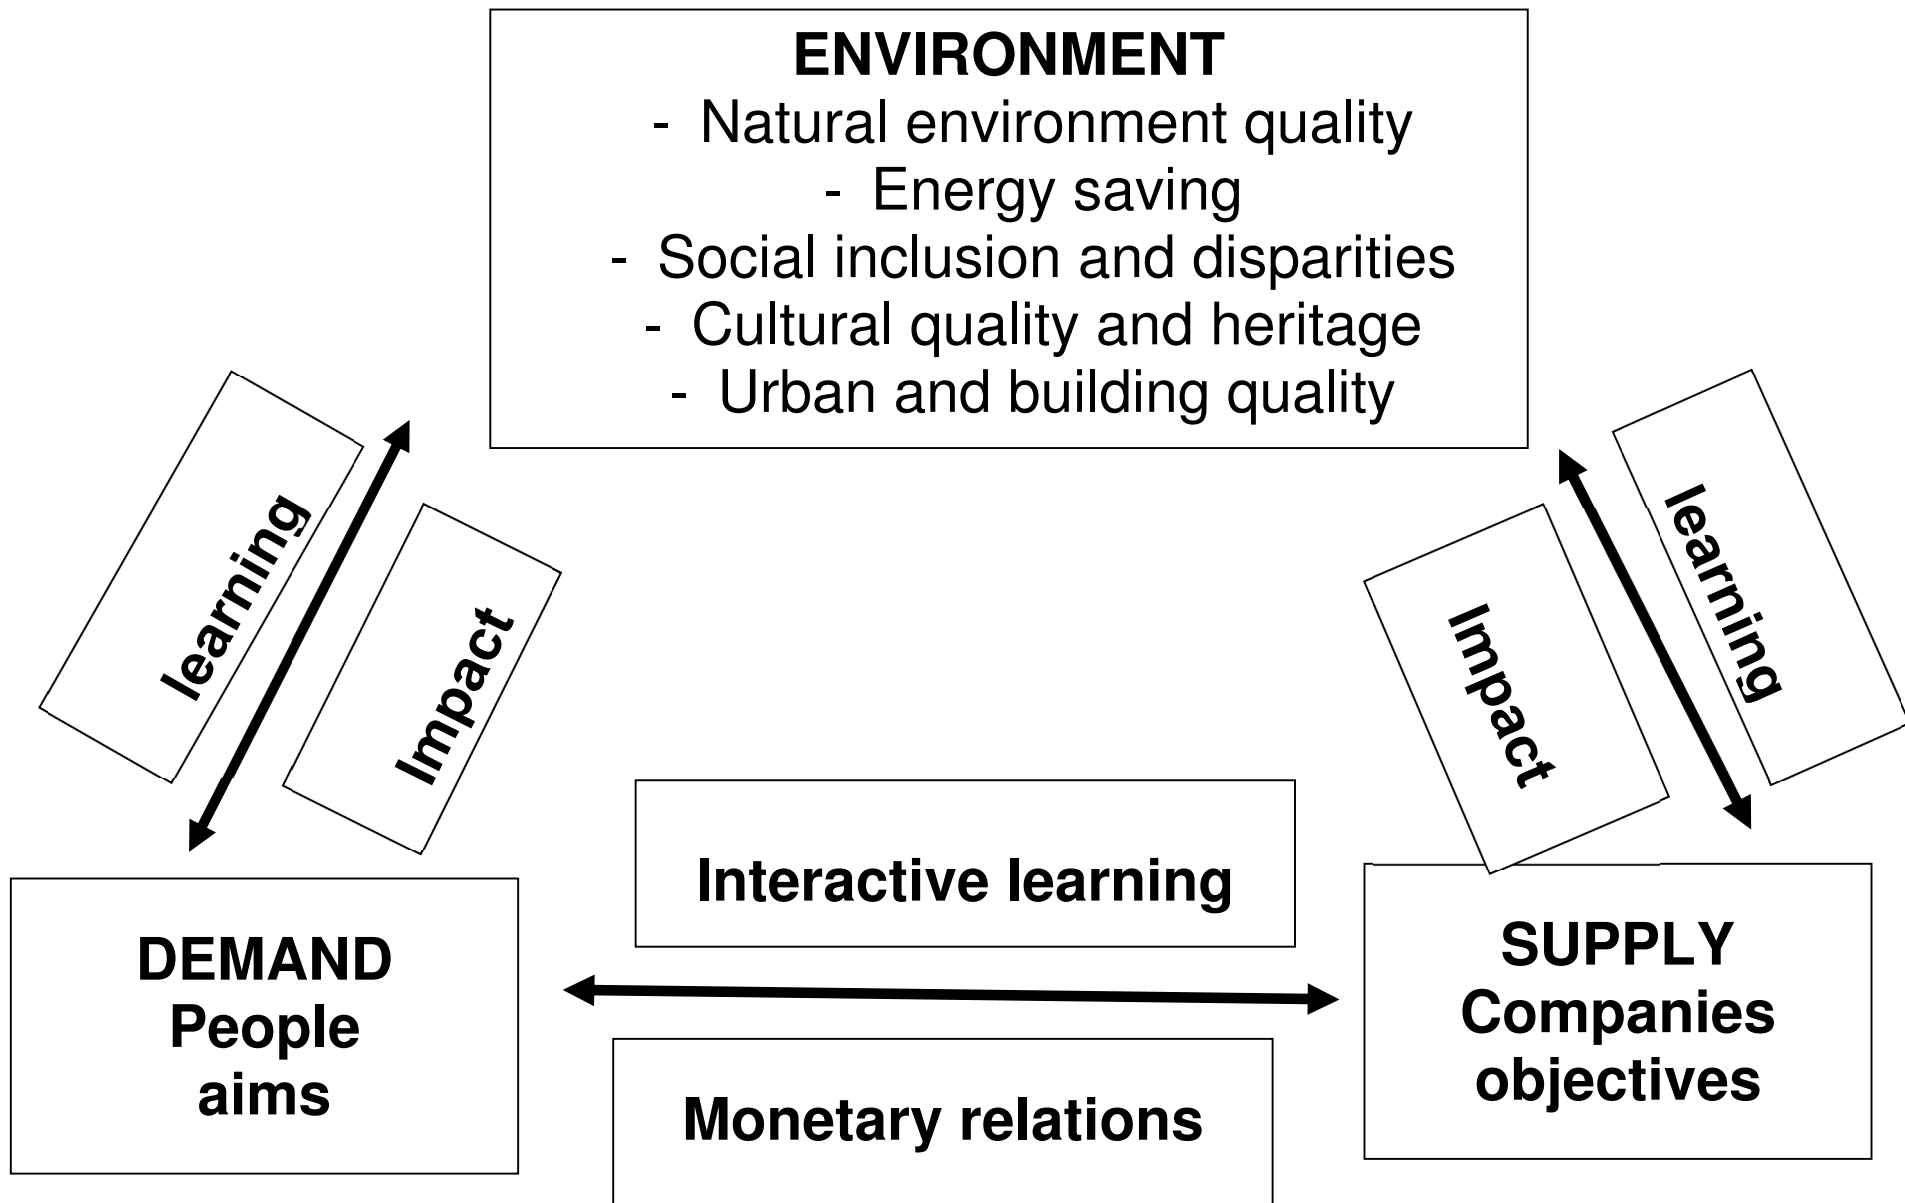 ENVIRONMENT
- Natural environment quality
- Energy saving
- Social inclusion and disparities
- Cultural quality and heritage
- Urban and building quality
learning
Impact
Impact
learning
Interactive learning
DEMAND
People
aims
SUPPLY
Companies
objectives
Monetary relations